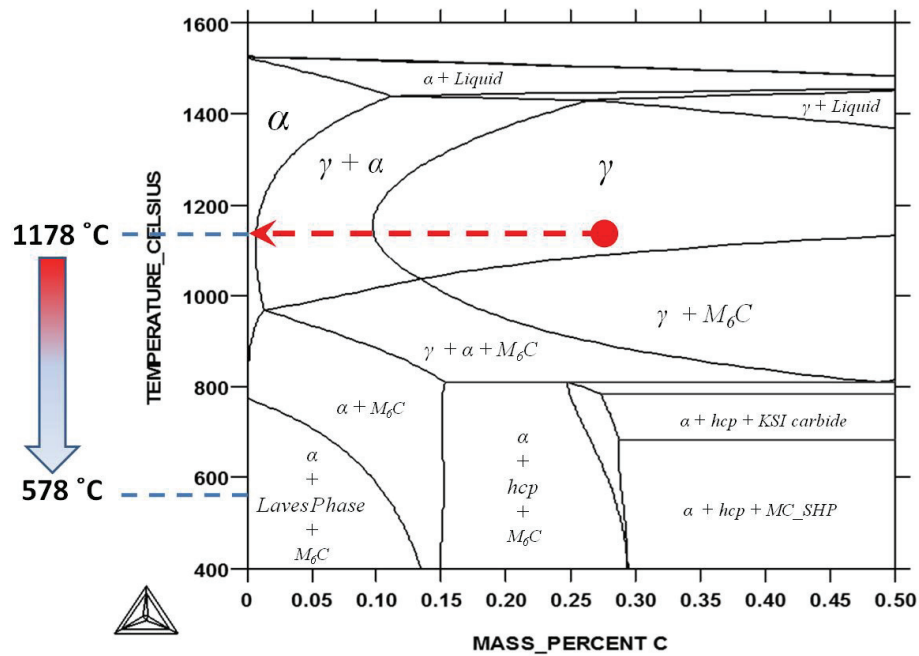 1600
α + Liquid
1400
γ + Liquid
α
γ + α
γ
1200
1178 ˚C
1000
γ + M₆C
γ + α + M₆C
800
α + M₆C
α + hcp + KSI carbide
α
+
hcp
+
M₆C
α
+
Laves Phase
+
M₆C
600
578 ˚C
α + hcp + MC_SHP
400
TEMPERATURE_CELSIUS
0 0.05 0.10 0.15 0.20 0.25 0.30 0.35 0.40 0.45 0.50
MASS_PERCENT C